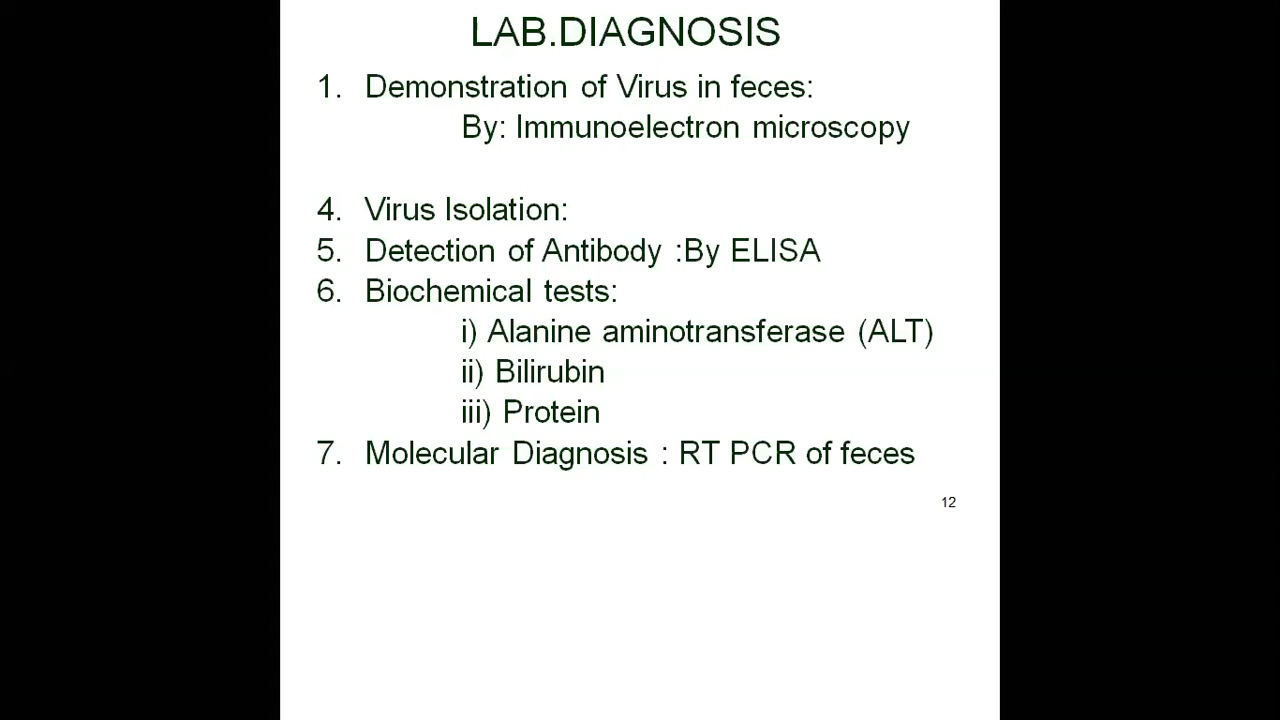 LAB.DIAGNOSIS
1. Demonstration of Virus in feces:
By: Immunoelectron microscopy
4. Virus Isolation:
5. Detection of Antibody :By ELISA
6. Biochemical tests:
i) Alanine aminotransferase (ALT)
ii) Bilirubin
iii) Protein
7. Molecular Diagnosis : RT PCR of feces
12